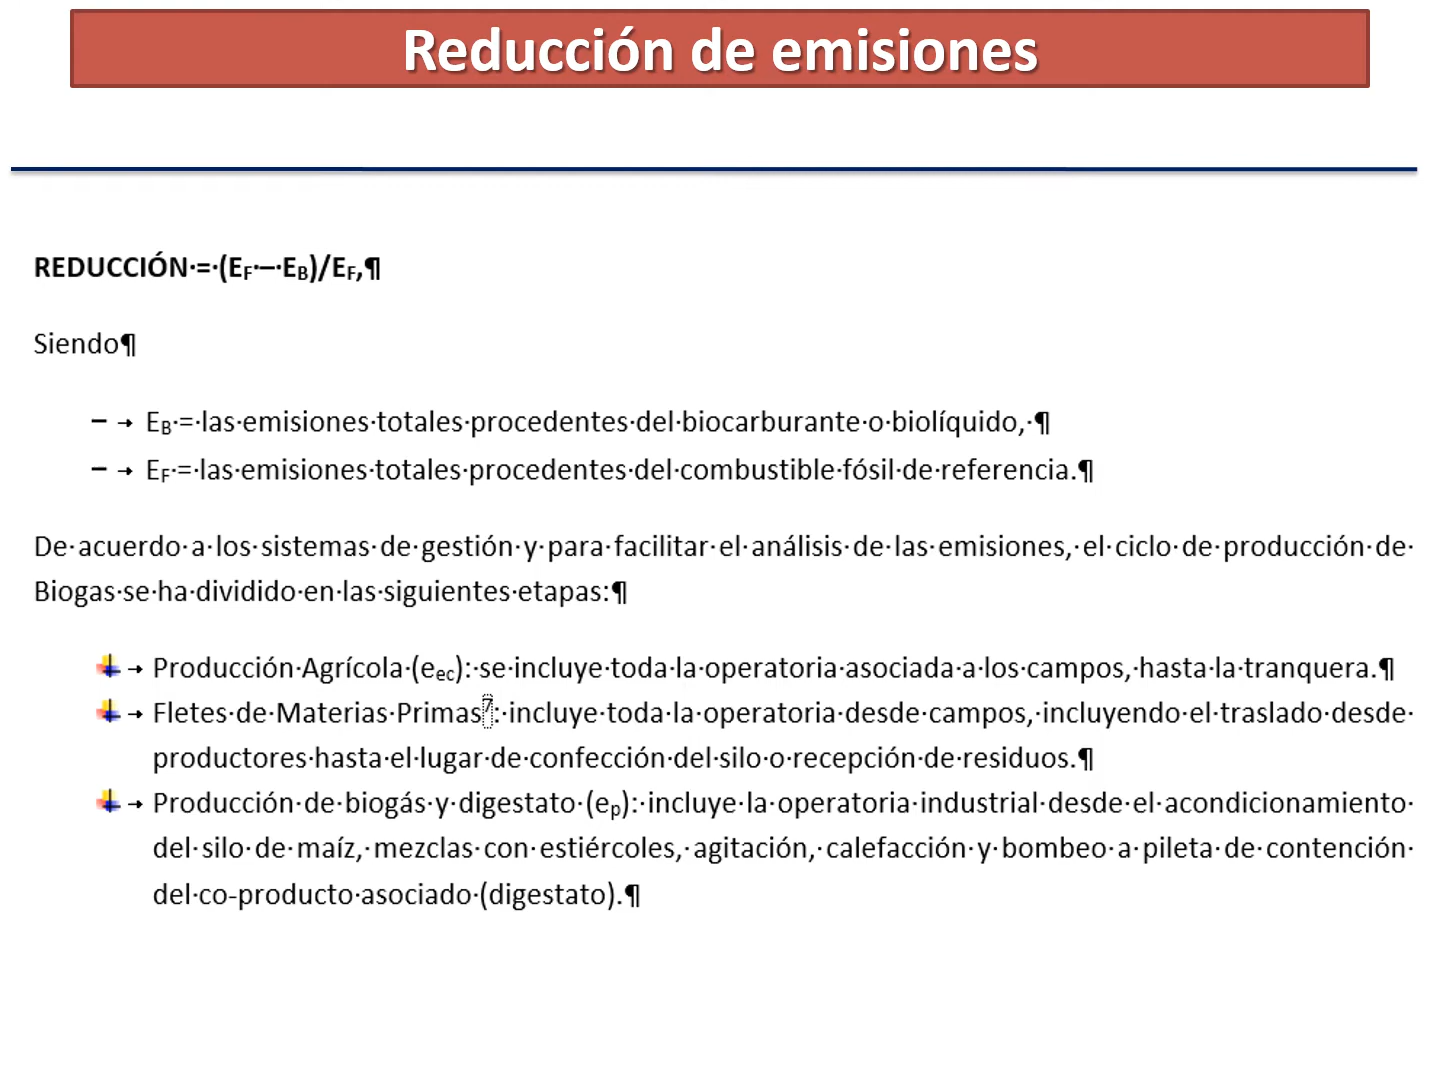 Reducción de emisiones
REDUCCIÓN·=·(EF·–·EB)/EF,¶
Siendo¶
– → EB·=·las·emisiones·totales·procedentes·del·biocarburante·o·biolíquido,·¶
– → EF·=·las·emisiones·totales·procedentes·del·combustible·fósil·de·referencia.¶
De·acuerdo·a·los·sistemas·de·gestión·y·para·facilitar·el·análisis·de·las·emisiones,·el·ciclo·de·producción·de·
Biogas·se·ha·dividido·en·las·siguientes·etapas:¶
→ Producción·Agrícola·(eec):·se·incluye·toda·la·operatoria·asociada·a·los·campos,·hasta·la·tranquera.¶
→ Fletes·de·Materias·Primas7:·incluye·toda·la·operatoria·desde·campos,·incluyendo·el·traslado·desde·
productores·hasta·el·lugar·de·confección·del·silo·o·recepción·de·residuos.¶
→ Producción·de·biogás·y·digestato·(ep):·incluye·la·operatoria·industrial·desde·el·acondicionamiento·
del·silo·de·maíz,·mezclas·con·estiércoles,·agitación,·calefacción·y·bombeo·a·pileta·de·contención·
del·co-producto·asociado·(digestato).¶